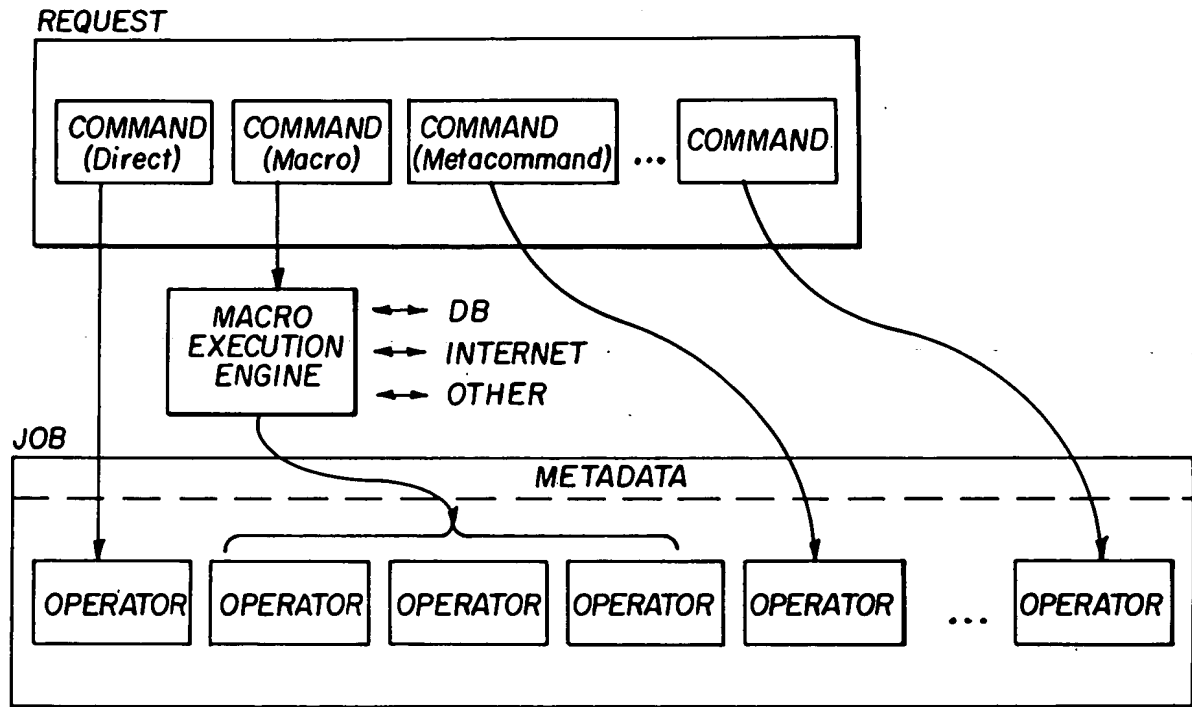 REQUEST
COMMAND
(Direct)
COMMAND
(Macro)
COMMAND
(Metacommand)
...
COMMAND
MACRO
EXECUTION
ENGINE
DB
INTERNET
OTHER
JOB
METADATA
OPERATOR
OPERATOR
OPERATOR
OPERATOR
OPERATOR
...
OPERATOR